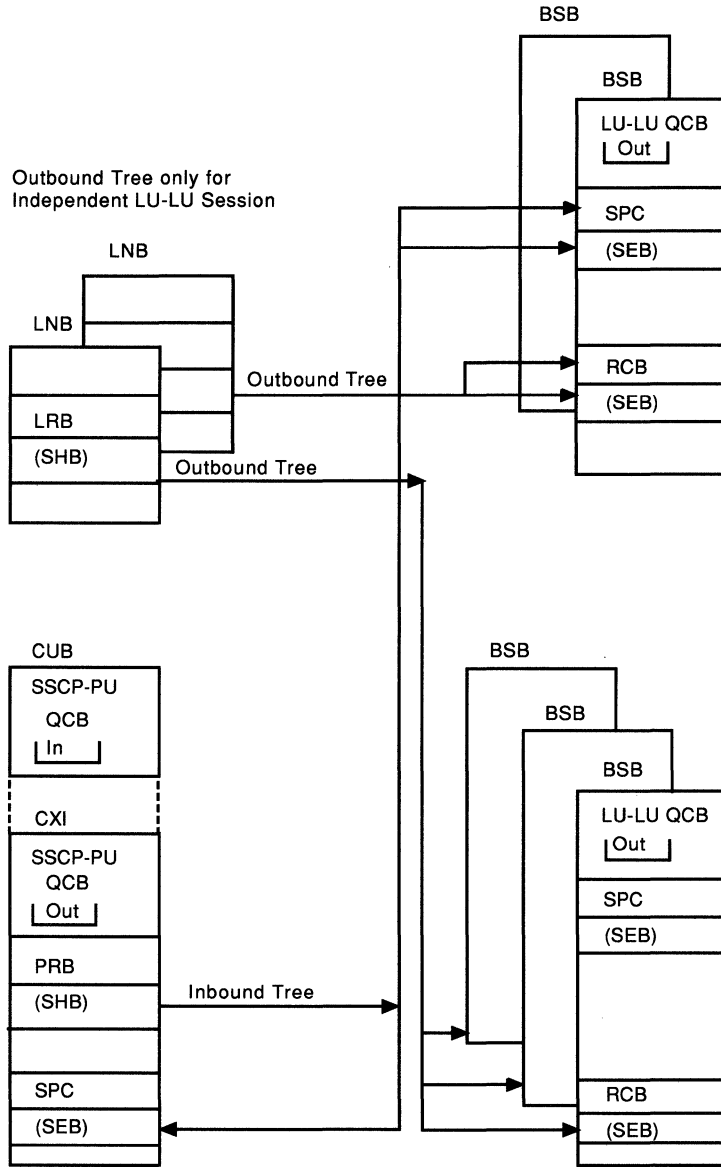 BSB
BSB
LU-LU QCB
Out
SPC
(SEB)
RCB
(SEB)
Outbound Tree only for
Independent LU-LU Session
LNB
LNB
LRB
(SHB)
Outbound Tree
Outbound Tree
CUB
SSCP-PU
QCB
In
CXI
SSCP-PU
QCB
Out
PRB
(SHB)
Inbound Tree
SPC
(SEB)
BSB
BSB
BSB
LU-LU QCB
Out
SPC
(SEB)
RCB
(SEB)